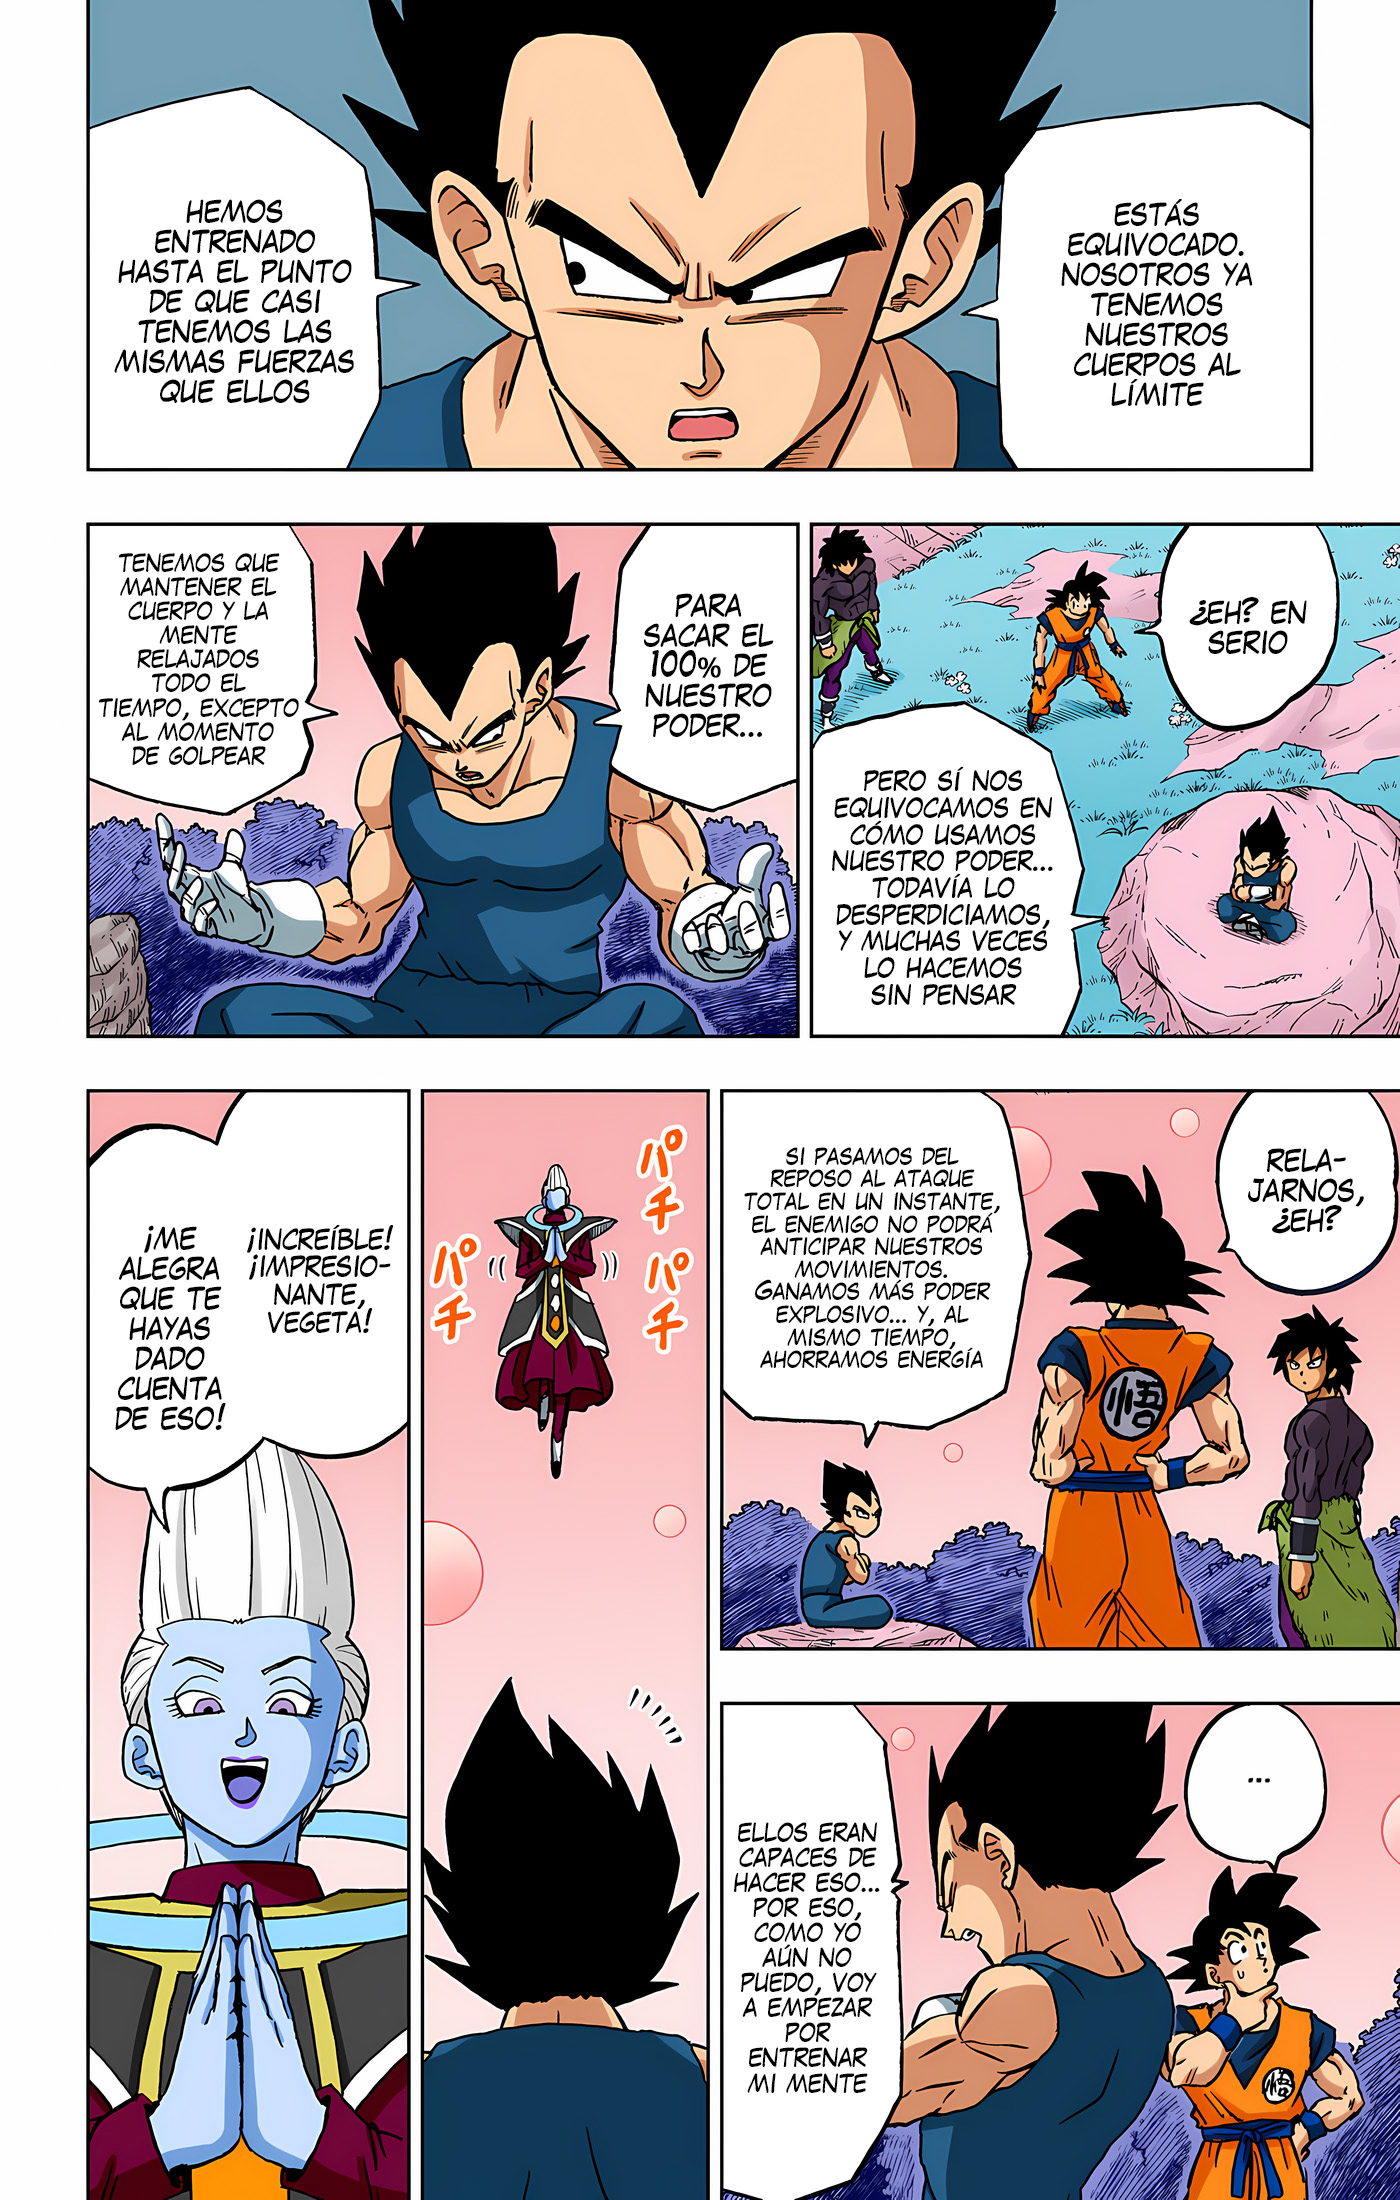 ESTÁS
EQUIVOCADO.
NOSOTROS YA
TENEMOS
NUESTROS
CUERPOS AL
LÍMITE
HEMOS
ENTRENADO
HASTA EL PUNTO
DE QUE CASI
TENEMOS LAS
MISMAS FUERZAS
QUE ELLOS
¿EH? EN
SERIO
PERO SÍ NOS
EQUIVOCAMOS EN
CÓMO USAMOS
NUESTRO PODER...
TODAVÍA LO
DESPERDICIAMOS,
Y MUCHAS VECES
LO HACEMOS
SIN PENSAR
PARA
SACAR EL
100% DE
NUESTRO
PODER...
TENEMOS QUE
MANTENER EL
CUERPO Y LA
MENTE
RELAJADOS
TODO EL
TIEMPO, EXCEPTO
AL MOMENTO
DE GOLPEAR
RELA-
JARNOS,
¿EH?
SI PASAMOS DEL
REPOSO AL ATAQUE
TOTAL EN UN INSTANTE,
EL ENEMIGO NO PODRÁ
ANTICIPAR NUESTROS
MOVIMIENTOS.
GANAMOS MÁS PODER
EXPLOSIVO... Y, AL
MISMO TIEMPO,
AHORRAMOS ENERGÍA
悟
...
ELLOS ERAN
CAPACES DE
HACER ESO...
POR ESO,
COMO YO
AÚN NO
PUEDO, VOY
A EMPEZAR
POR
ENTRENAR
MI MENTE
悟
パチ
パチ
パチ
¡INCREÍBLE!
¡IMPRESIO-
NANTE,
VEGETA!
¡ME
ALEGRA
QUE TE
HAYAS
DADO
CUENTA
DE ESO!